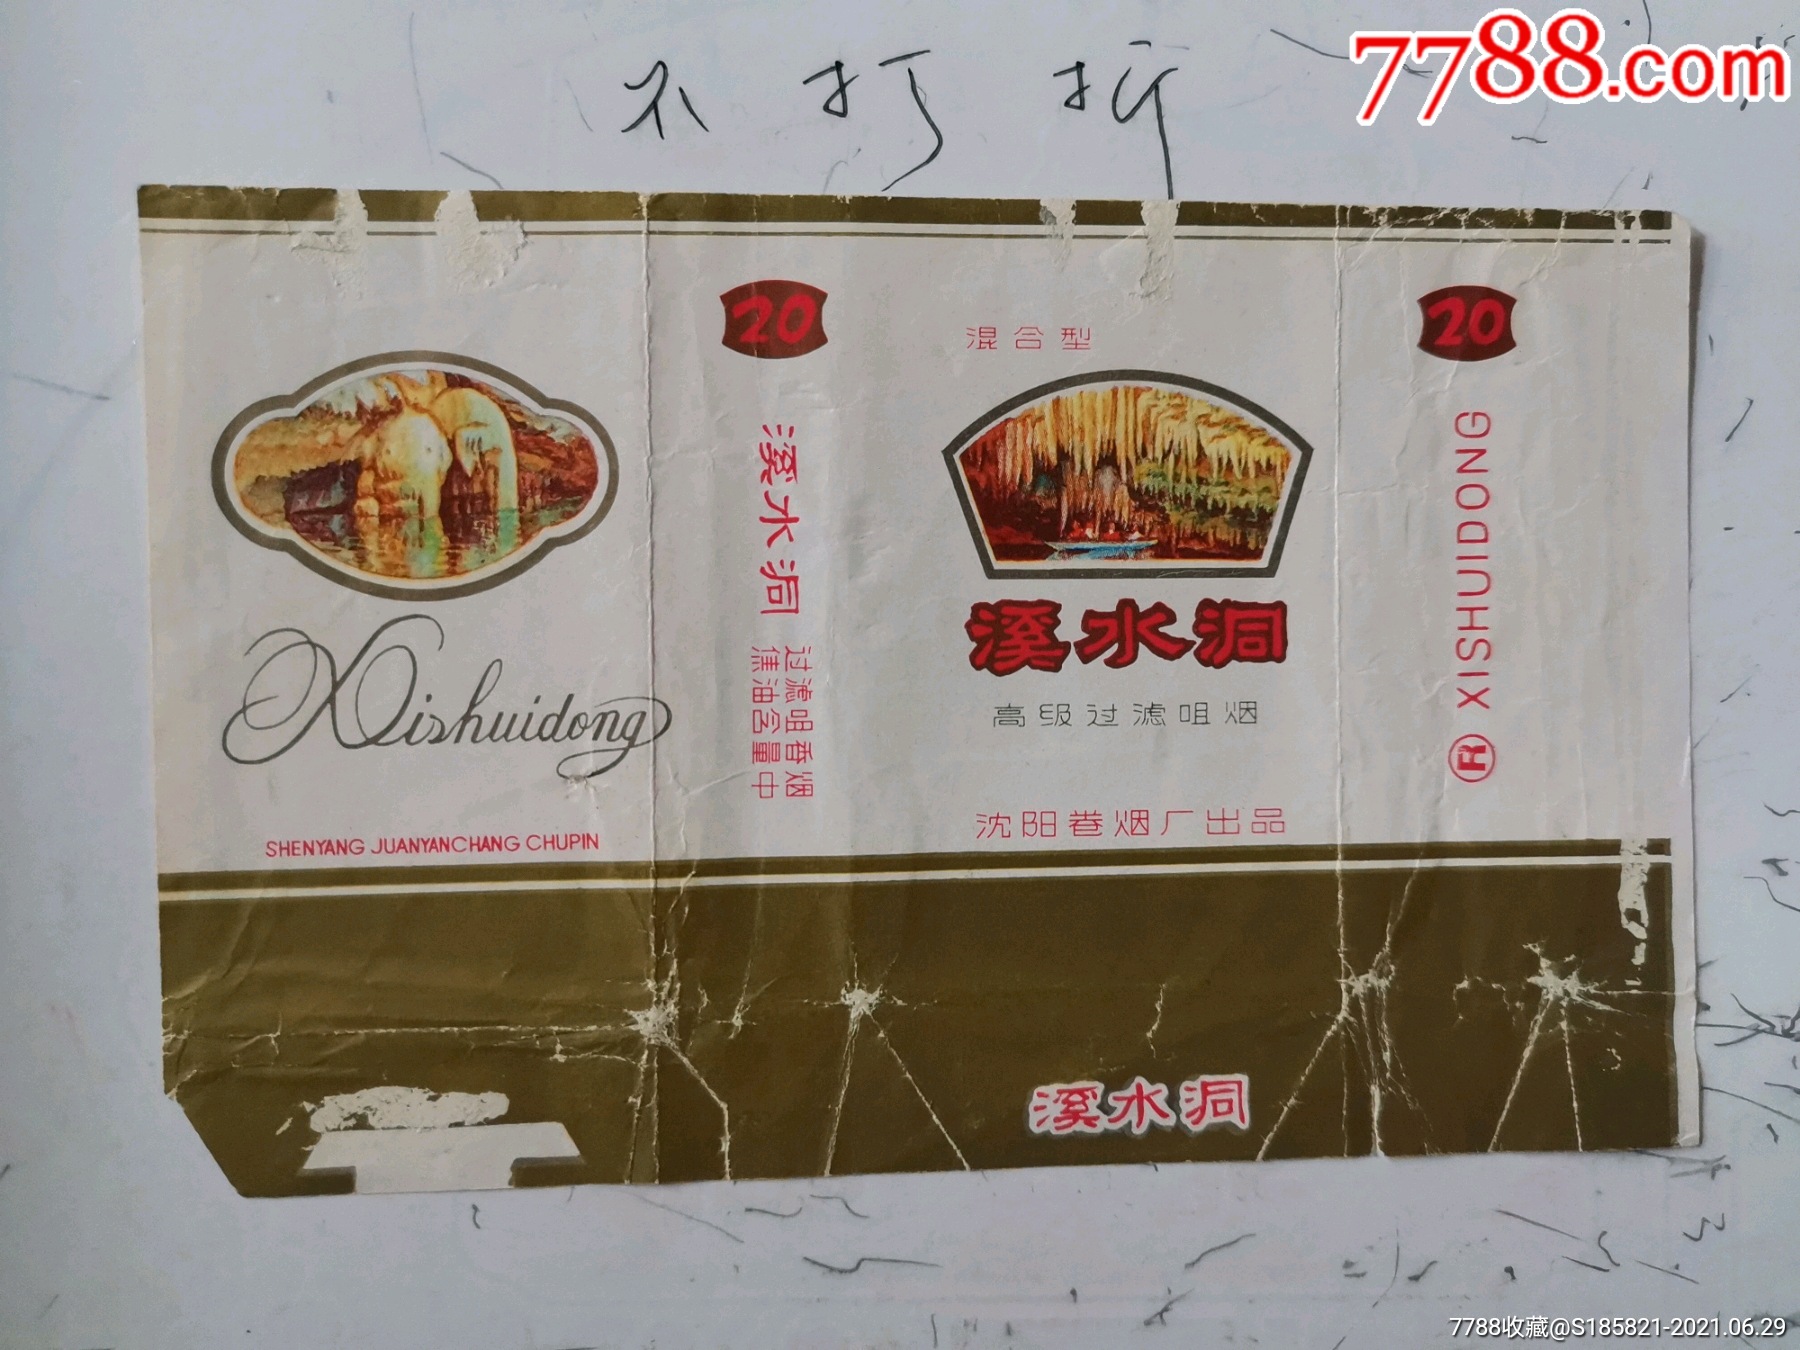 7788.com
不打折
Xishuidong
SHENYANG JUANYANCHANG CHUPIN
20
溪水洞
过滤咀香烟
焦油含量中
混合型
溪水洞
高级过滤咀烟
沈阳卷烟厂出品
溪水洞
20
XISHUIDONG
®
7788收藏@S185821-2021.06.29